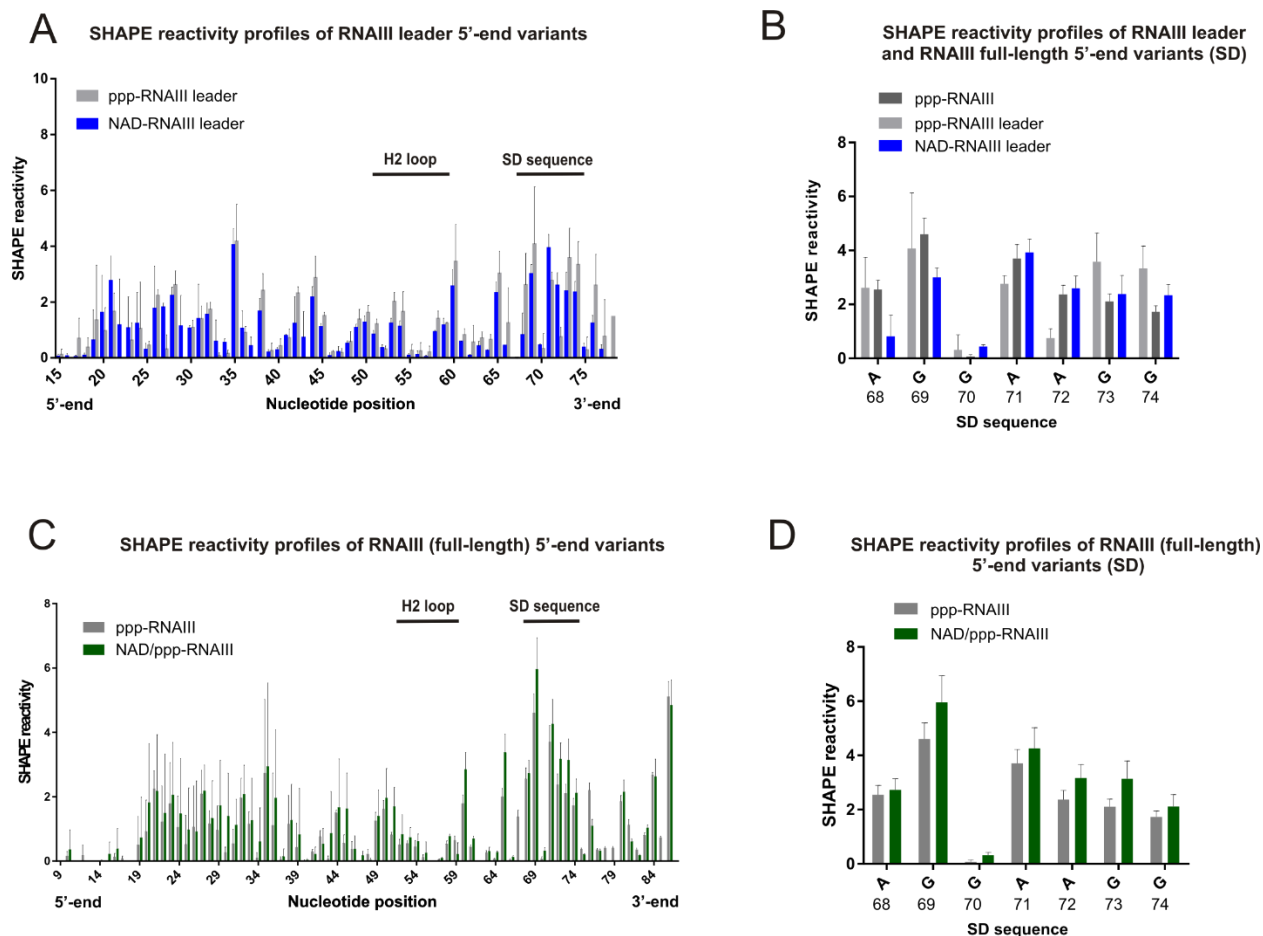 A
SHAPE reactivity profiles of RNAIII leader 5'-end variants
10
8
6
4
2
0
SHAPE reactivity
ppp-RNAIII leader
NAD-RNAIII leader
H2 loop
SD sequence
15 20 25 30 35 40 45 50 55 60 65 70 75
5'-end
Nucleotide position
3'-end
B
SHAPE reactivity profiles of RNAIII leader
and RNAIII full-length 5'-end variants (SD)
ppp-RNAIII
ppp-RNAIII leader
NAD-RNAIII leader
8
6
4
2
0
SHAPE reactivity
A G G A A G G
68 69 70 71 72 73 74
SD sequence
C
SHAPE reactivity profiles of RNAIII (full-length) 5'-end variants
8
6
4
2
0
SHAPE reactivity
ppp-RNAIII
NAD/ppp-RNAIII
H2 loop
SD sequence
9 14 19 24 29 34 39 44 49 54 59 64 69 74 79 84
5'-end
Nucleotide position
3'-end
D
SHAPE reactivity profiles of RNAIII (full-length)
5'-end variants (SD)
ppp-RNAIII
NAD/ppp-RNAIII
8
6
4
2
0
SHAPE reactivity
A G G A A G G
68 69 70 71 72 73 74
SD sequence